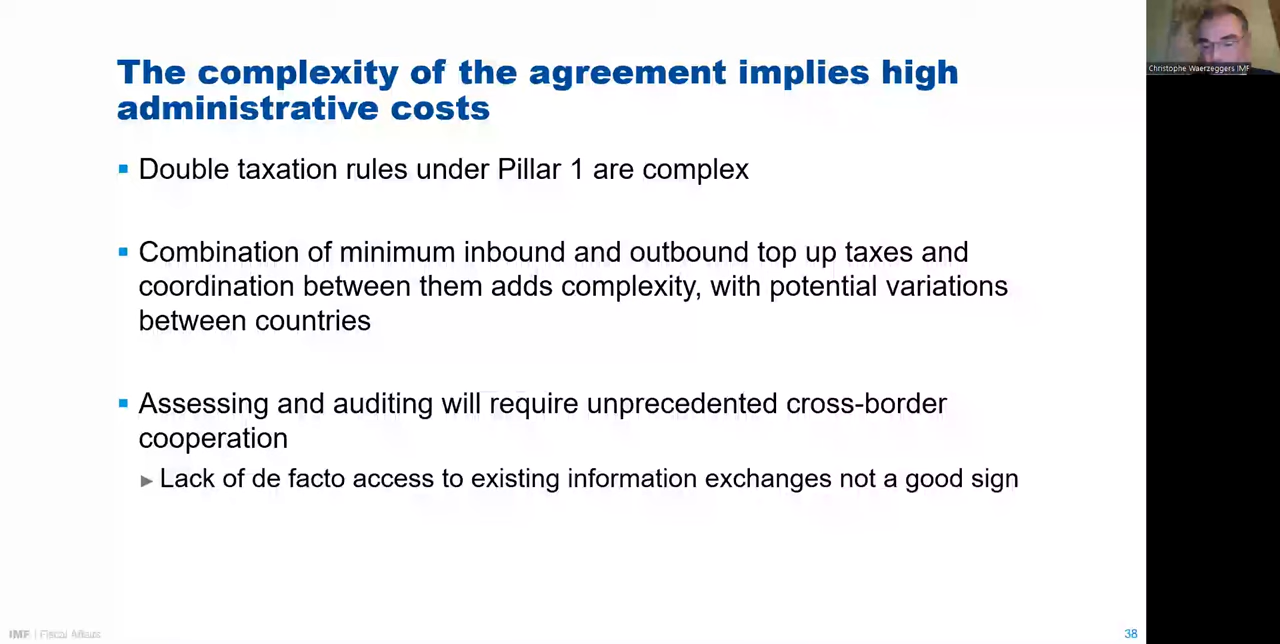 The complexity of the agreement implies high
administrative costs
Double taxation rules under Pillar 1 are complex
Combination of minimum inbound and outbound top up taxes and
coordination between them adds complexity, with potential variations
between countries
Assessing and auditing will require unprecedented cross-border
cooperation
Lack of de facto access to existing information exchanges not a good sign
IMF | Fiscal Affairs
38
Christophe Waerzeggers IMF